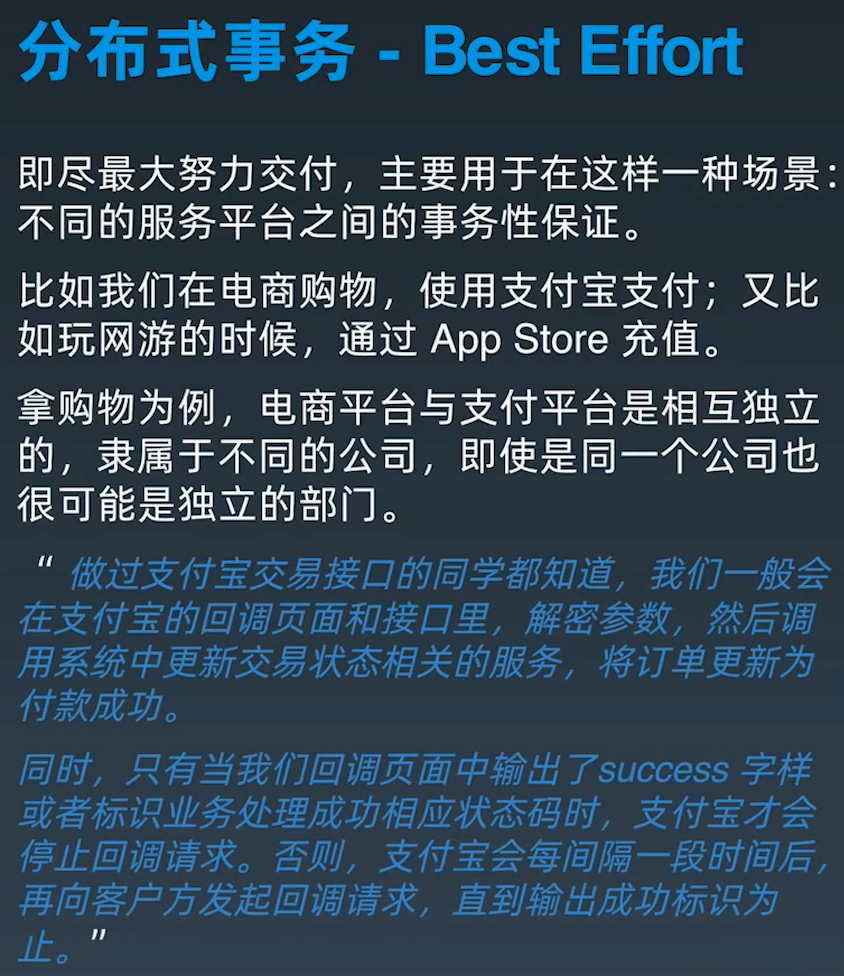 分布式事务 - Best Effort
即尽最大努力交付，主要用于在这样一种场景：
不同的服务平台之间的事务性保证。
比如我们在电商购物，使用支付宝支付；又比
如玩网游的时候，通过 App Store 充值。
拿购物为例，电商平台与支付平台是相互独立
的，隶属于不同的公司，即使是同一个公司也
很可能是独立的部门。
“ 做过支付宝交易接口的同学都知道，我们一般会
在支付宝的回调页面和接口里，解密参数，然后调
用系统中更新交易状态相关的服务，将订单更新为
付款成功。
同时，只有当我们回调页面中输出了success 字样
或者标识业务处理成功相应状态码时，支付宝才会
停止回调请求。否则，支付宝会每间隔一段时间后，
再向客户方发起回调请求，直到输出成功标识为
止。”